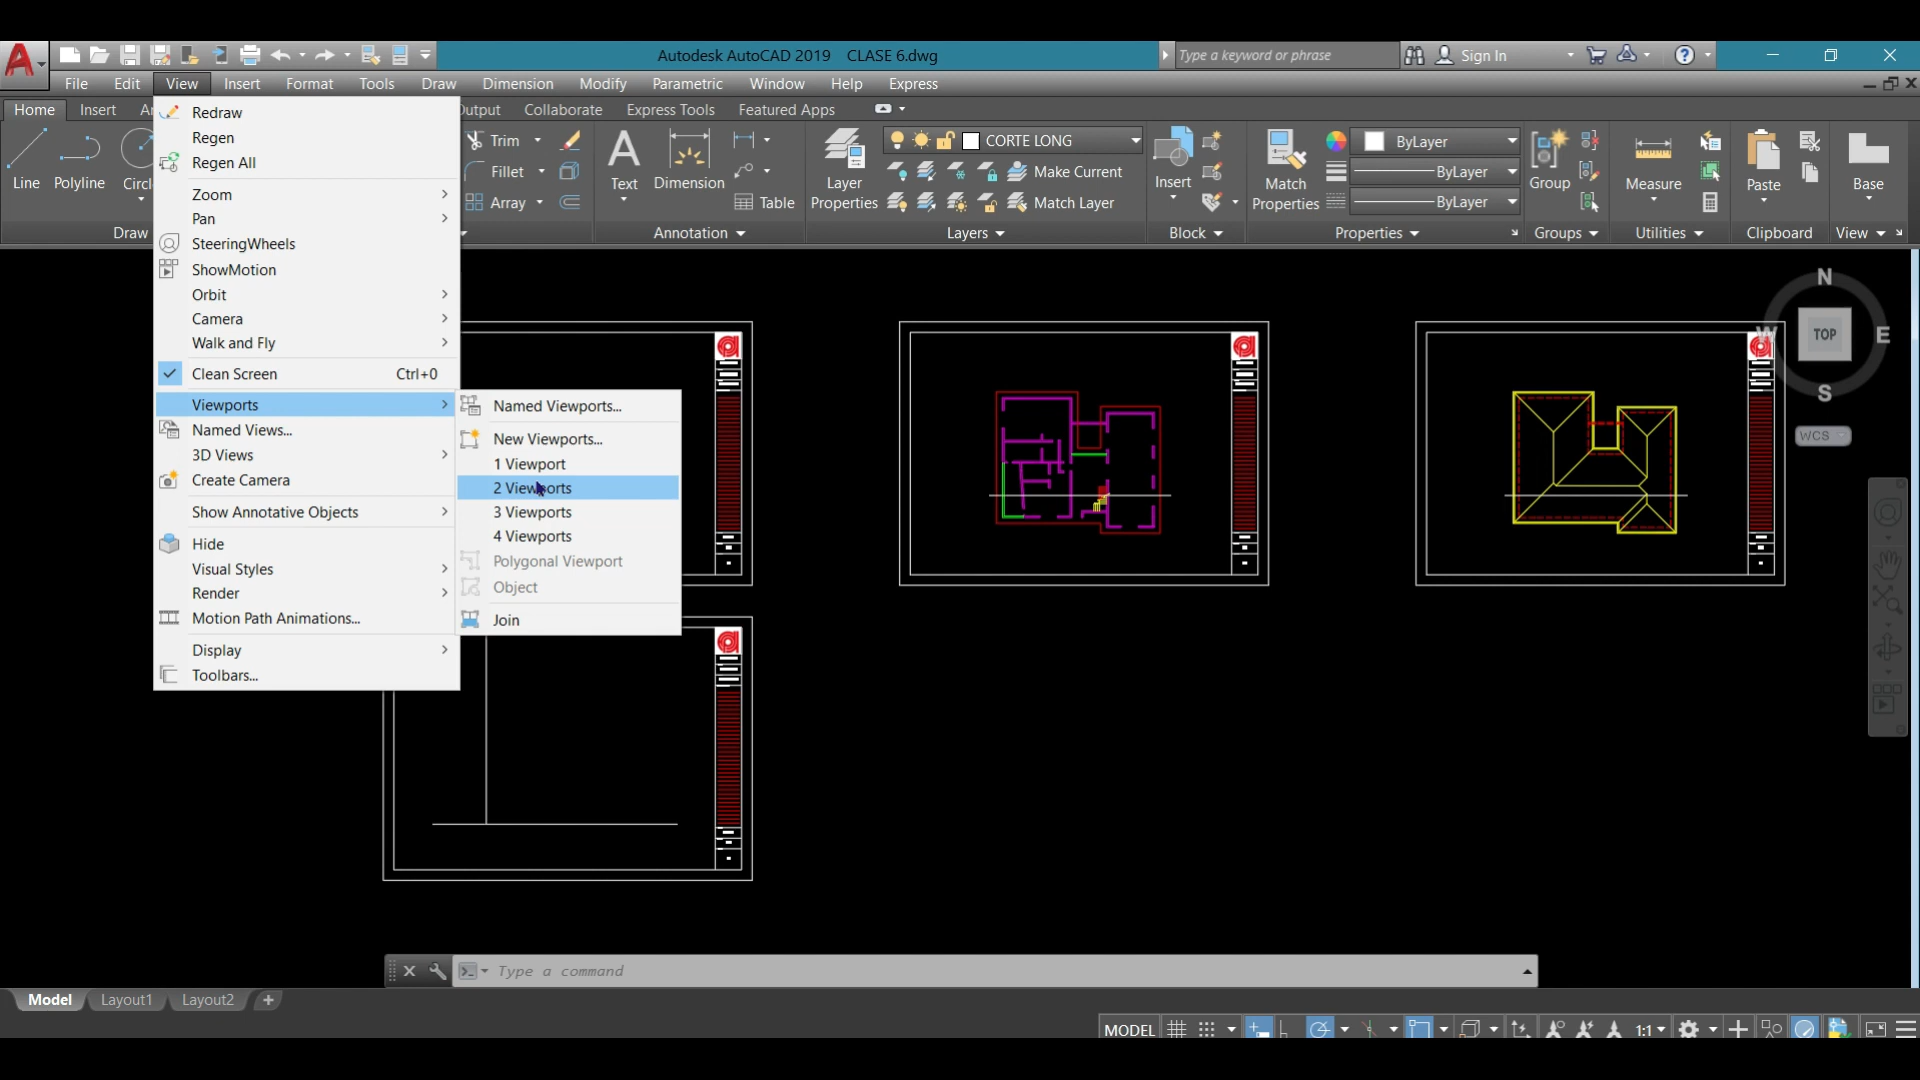 Autodesk AutoCAD 2019 CLASE 6.dwg
Type a keyword or phrase
Sign In
File Edit View Insert Format Tools Draw Dimension Modify Parametric Window Help Express
Home Insert Collaborate Express Tools Featured Apps
Line Polyline
Draw
Trim
Fillet
Array
Text
Dimension
Table
Annotation
Layer
Properties
CORTE LONG
Make Current
Match Layer
Layers
Insert
Block
Match
Properties
ByLayer
ByLayer
ByLayer
Properties
Group
Groups
Measure
Utilities
Paste
Clipboard
Base
View
Redraw
Regen
Regen All
Zoom
Pan
SteeringWheels
ShowMotion
Orbit
Camera
Walk and Fly
Clean Screen Ctrl+0
Viewports
Named Views...
3D Views
Create Camera
Show Annotative Objects
Hide
Visual Styles
Render
Motion Path Animations...
Display
Toolbars...
Named Viewports...
New Viewports...
1 Viewport
2 Viewports
3 Viewports
4 Viewports
Polygonal Viewport
Object
Join
N
W TOP E
S
WCS
Type a command
Model Layout1 Layout2
MODEL 1:1